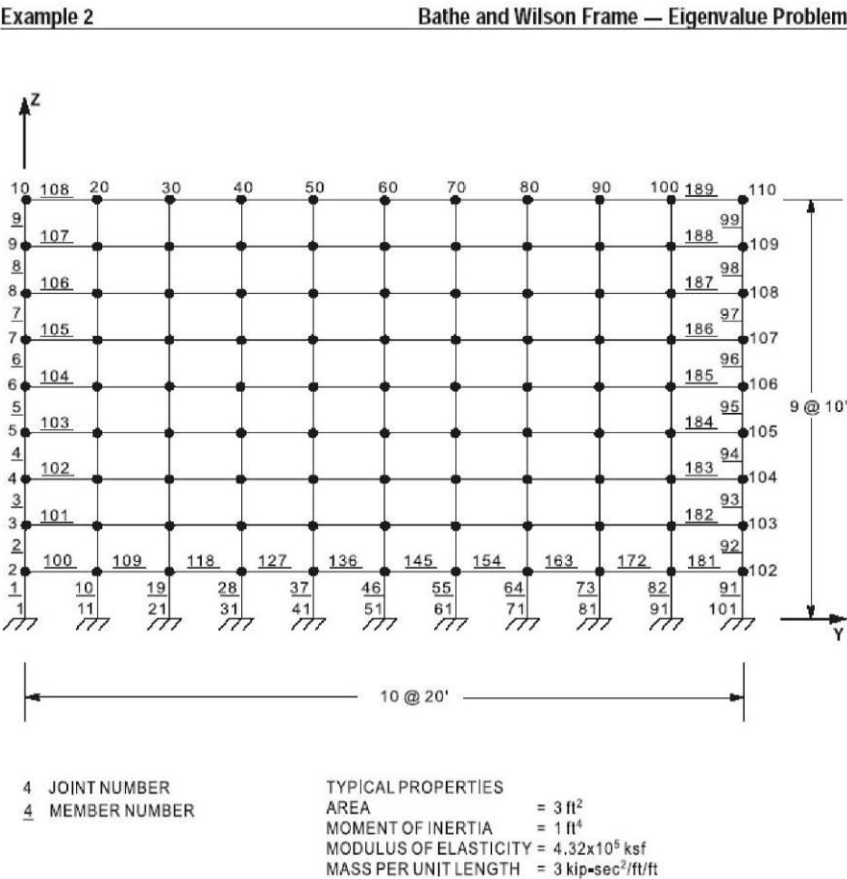 Example 2 Bathe and Wilson Frame — Eigenvalue Problem
Z
10 108 20 30 40 50 60 70 80 90 100 189 110
9 99
9 107 188 109
8 98
8 106 187 108
7 97
7 105 186 107
6 96
6 104 185 106
5 95 9 @ 10'
5 103 184 105
4 94
4 102 183 104
3 93
3 101 182 103
2 92
100 109 118 127 136 145 154 163 172 181
2 102
1 10 19 28 37 46 55 64 73 82 91
1 11 21 31 41 51 61 71 81 91 101
Y
10 @ 20'
4 JOINT NUMBER
4 MEMBER NUMBER
TYPICAL PROPERTIES
AREA = 3 ft²
MOMENT OF INERTIA = 1 ft⁴
MODULUS OF ELASTICITY = 4.32x10⁵ ksf
MASS PER UNIT LENGTH = 3 kip-sec²/ft/ft